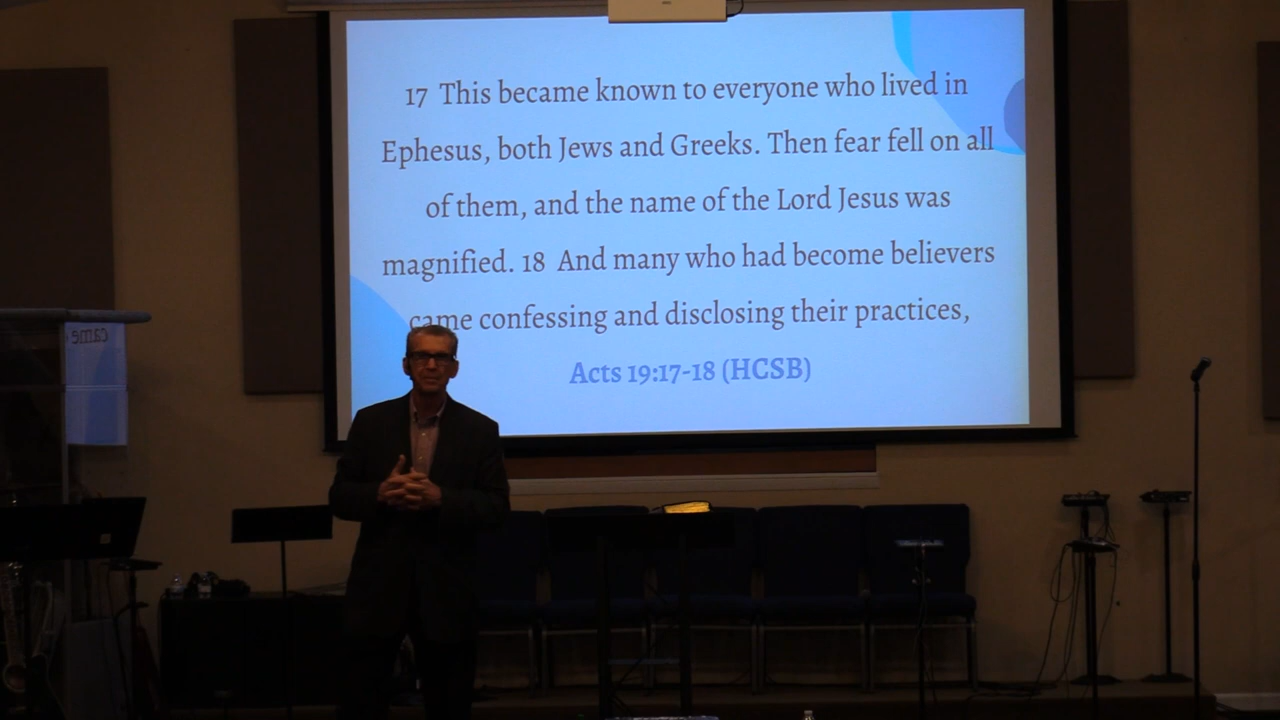 17 This became known to everyone who lived in
Ephesus, both Jews and Greeks. Then fear fell on all
of them, and the name of the Lord Jesus was
magnified. 18 And many who had become believers
came confessing and disclosing their practices,
Acts 19:17-18 (HCSB)